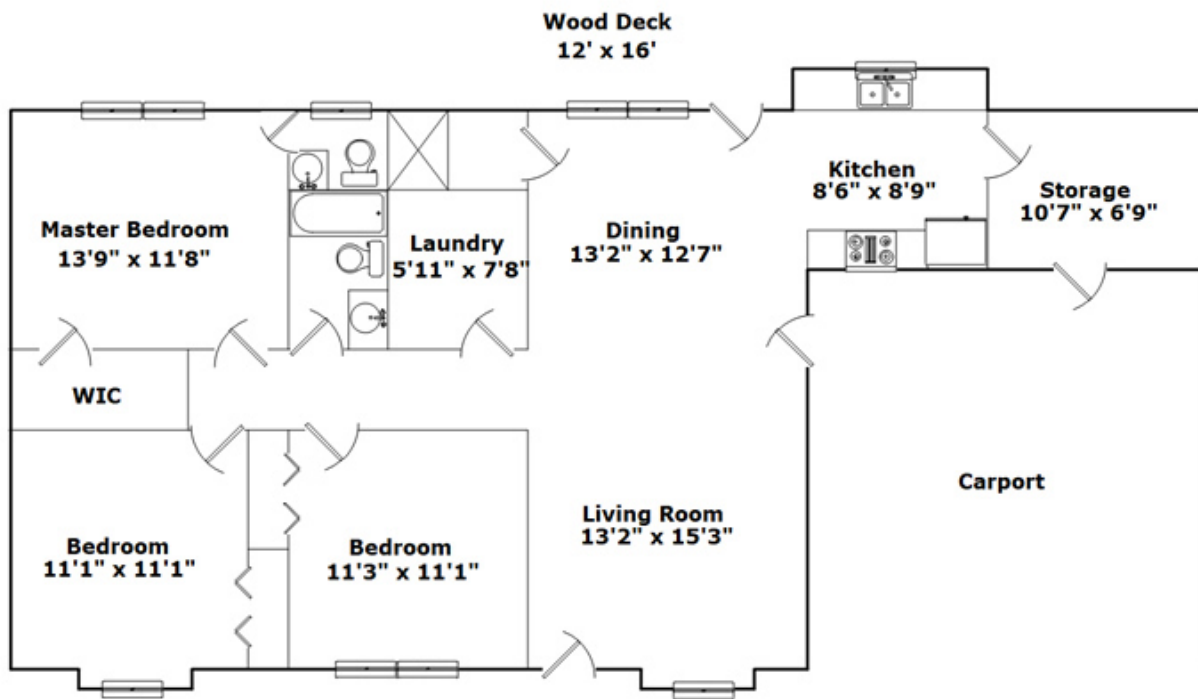 Wood Deck
12' x 16'
Kitchen
8'6" x 8'9"
Storage
10'7" x 6'9"
Master Bedroom
13'9" x 11'8"
Laundry
5'11" x 7'8"
Dining
13'2" x 12'7"
WIC
Carport
Living Room
13'2" x 15'3"
Bedroom
11'1" x 11'1"
Bedroom
11'3" x 11'1"